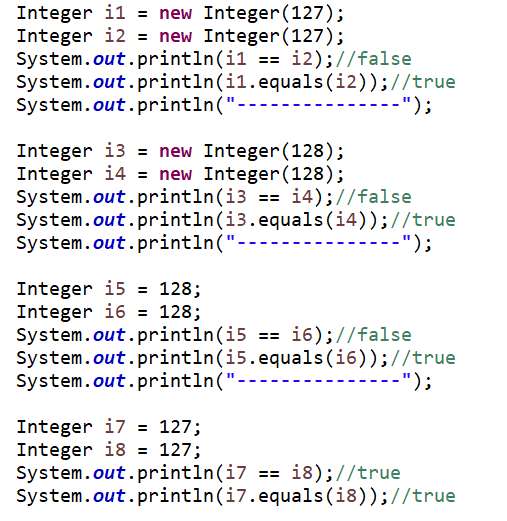 Integer i1 = new Integer(127);
Integer i2 = new Integer(127);
System.out.println(i1 == i2);//false
System.out.println(i1.equals(i2));//true
System.out.println("---------------");
Integer i3 = new Integer(128);
Integer i4 = new Integer(128);
System.out.println(i3 == i4);//false
System.out.println(i3.equals(i4));//true
System.out.println("---------------");
Integer i5 = 128;
Integer i6 = 128;
System.out.println(i5 == i6);//false
System.out.println(i5.equals(i6));//true
System.out.println("---------------");
Integer i7 = 127;
Integer i8 = 127;
System.out.println(i7 == i8);//true
System.out.println(i7.equals(i8));//true